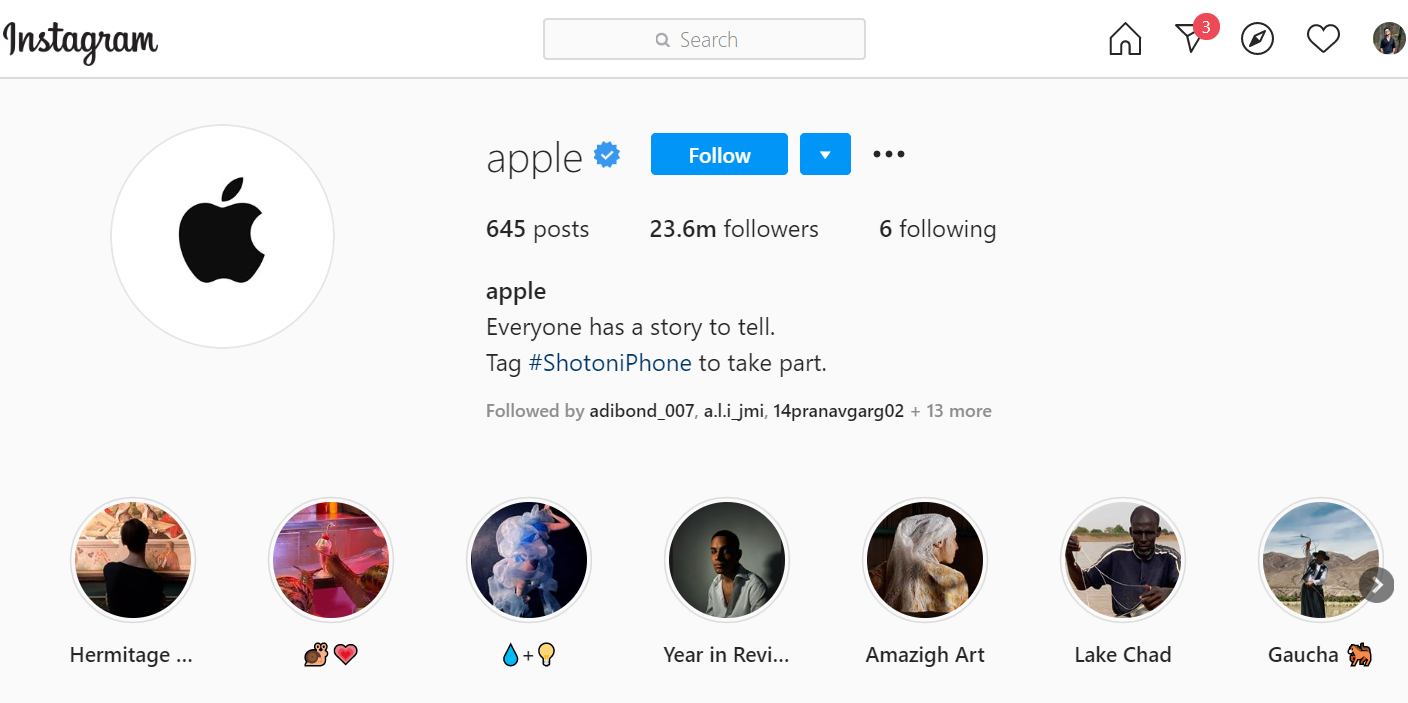 Instagram
Search
3
apple
Follow
645 posts 23.6m followers 6 following
apple
Everyone has a story to tell.
Tag #ShotoniPhone to take part.
Followed by adibond_007, a.l.i_jmi, 14pranavgarg02 + 13 more
Hermitage ... 🐌❤️ 💧+💡 Year in Revi... Amazigh Art Lake Chad Gaucha 🐂